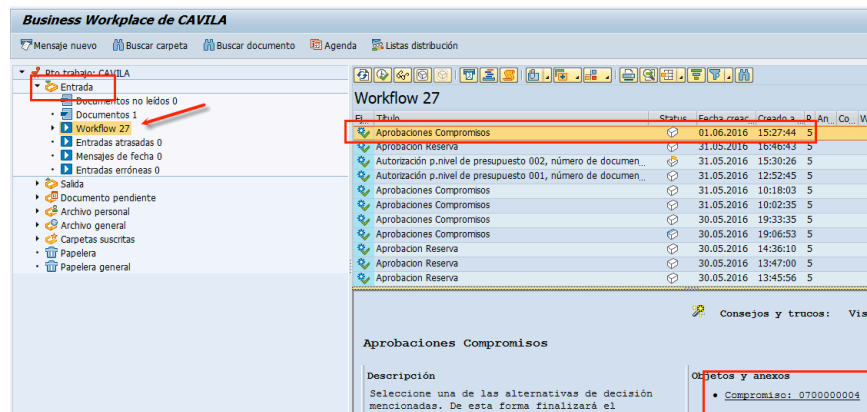 Business Workplace de CAVILA
Mensaje nuevo Buscar carpeta Buscar documento Agenda Listas distribución
Pto.trabajo: CAVILA
Entrada
Documentos no leídos 0
Documentos 1
Workflow 27
Entradas atrasadas 0
Mensajes de fecha 0
Entradas erróneas 0
Salida
Documento pendiente
Archivo personal
Archivo general
Carpetas suscritas
Papelera
Papelera general
Workflow 27
Ej... Título Status Fecha creac... Creado a... P An... Co... W
Aprobaciones Compromisos 01.06.2016 15:27:44 5
Aprobacion Reserva 31.05.2016 16:46:43 5
Autorización p.nivel de presupuesto 002, número de documen... 31.05.2016 15:30:26 5
Autorización p.nivel de presupuesto 001, número de documen... 31.05.2016 12:52:45 5
Aprobaciones Compromisos 31.05.2016 10:18:03 5
Aprobaciones Compromisos 31.05.2016 10:02:35 5
Aprobaciones Compromisos 30.05.2016 19:33:35 5
Aprobaciones Compromisos 30.05.2016 19:06:53 5
Aprobacion Reserva 30.05.2016 14:36:10 5
Aprobacion Reserva 30.05.2016 13:47:00 5
Aprobacion Reserva 30.05.2016 13:45:56 5
Consejos y trucos: Vis
Aprobaciones Compromisos
Descripción
Seleccione una de las alternativas de decisión
mencionadas. De esta forma finalizará el
Objetos y anexos
Compromiso: 0700000004